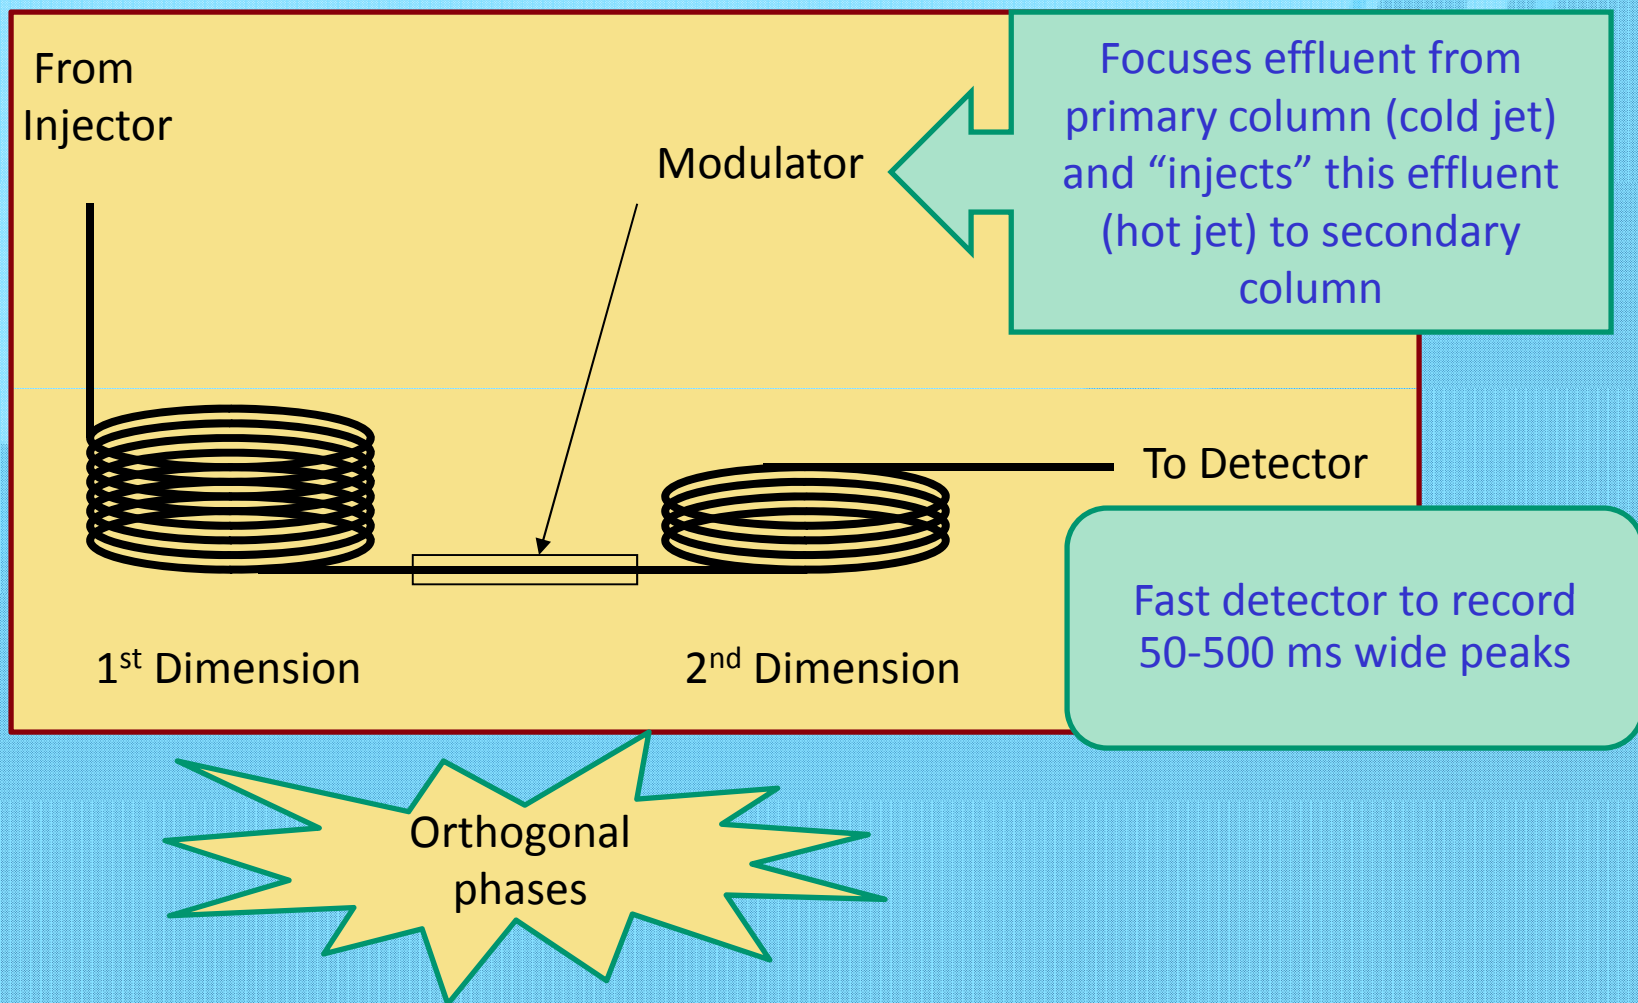 From
Injector
Modulator
Focuses effluent from
primary column (cold jet)
and “injects” this effluent
(hot jet) to secondary
column
To Detector
Fast detector to record
50-500 ms wide peaks
1st Dimension
2nd Dimension
Orthogonal
phases